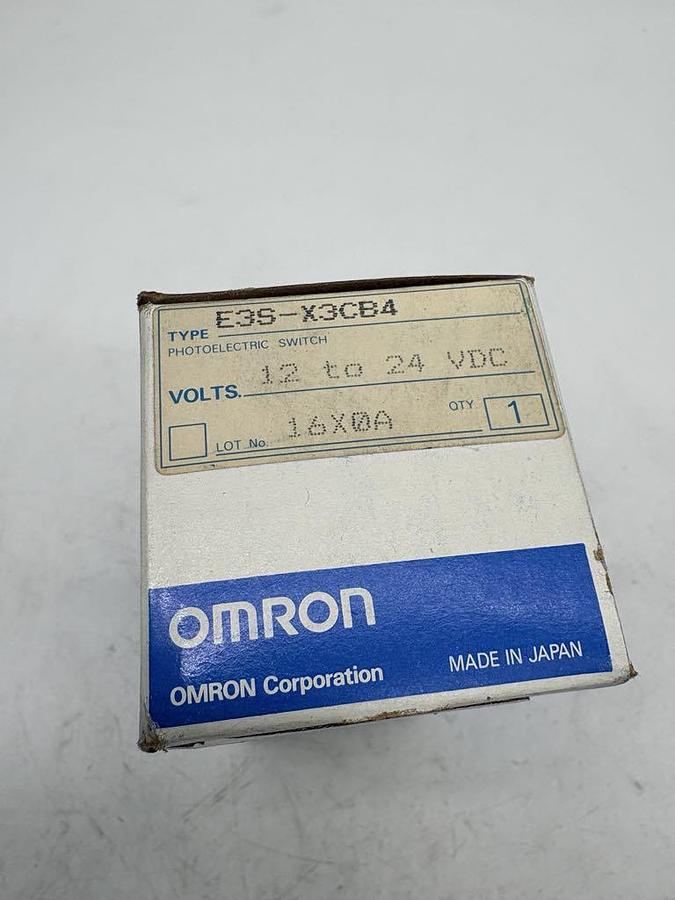 TYPE E3S-X3CB4
PHOTOELECTRIC SWITCH
VOLTS. 12 to 24 VDC
LOT No. 16X0A QTY 1
OMRON
OMRON Corporation MADE IN JAPAN